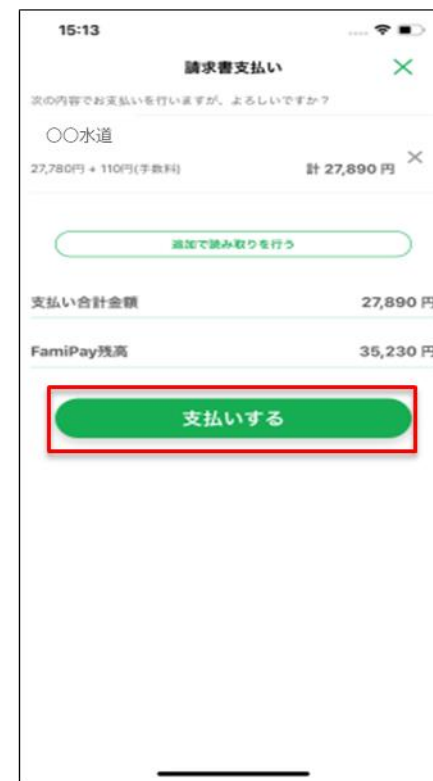 15:13
請求書支払い
次の内容でお支払いを行いますが、よろしいですか？
〇〇水道
27,780円 + 110円(手数料) 計 27,890 円
追加で読み取りを行う
支払い合計金額 27,890 円
FamiPay残高 35,230 円
支払いする